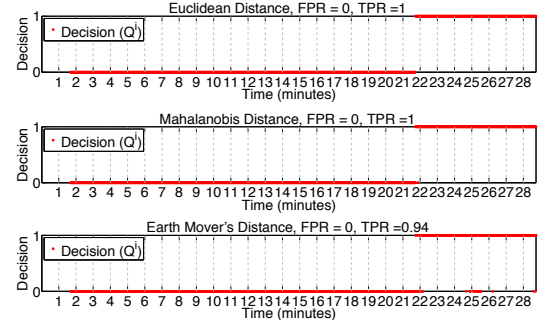 Euclidean Distance, FPR = 0, TPR =1
1
Decision
0
Decision (Qⁱ)
1 2 3 4 5 6 7 8 9 10 11 12 13 14 15 16 17 18 19 20 21 22 23 24 25 26 27 28
Time (minutes)
Mahalanobis Distance, FPR = 0, TPR =1
1
Decision
0
Decision (Qⁱ)
1 2 3 4 5 6 7 8 9 10 11 12 13 14 15 16 17 18 19 20 21 22 23 24 25 26 27 28
Time (minutes)
Earth Mover's Distance, FPR = 0, TPR =0.94
1
Decision
0
Decision (Qⁱ)
1 2 3 4 5 6 7 8 9 10 11 12 13 14 15 16 17 18 19 20 21 22 23 24 25 26 27 28
Time (minutes)